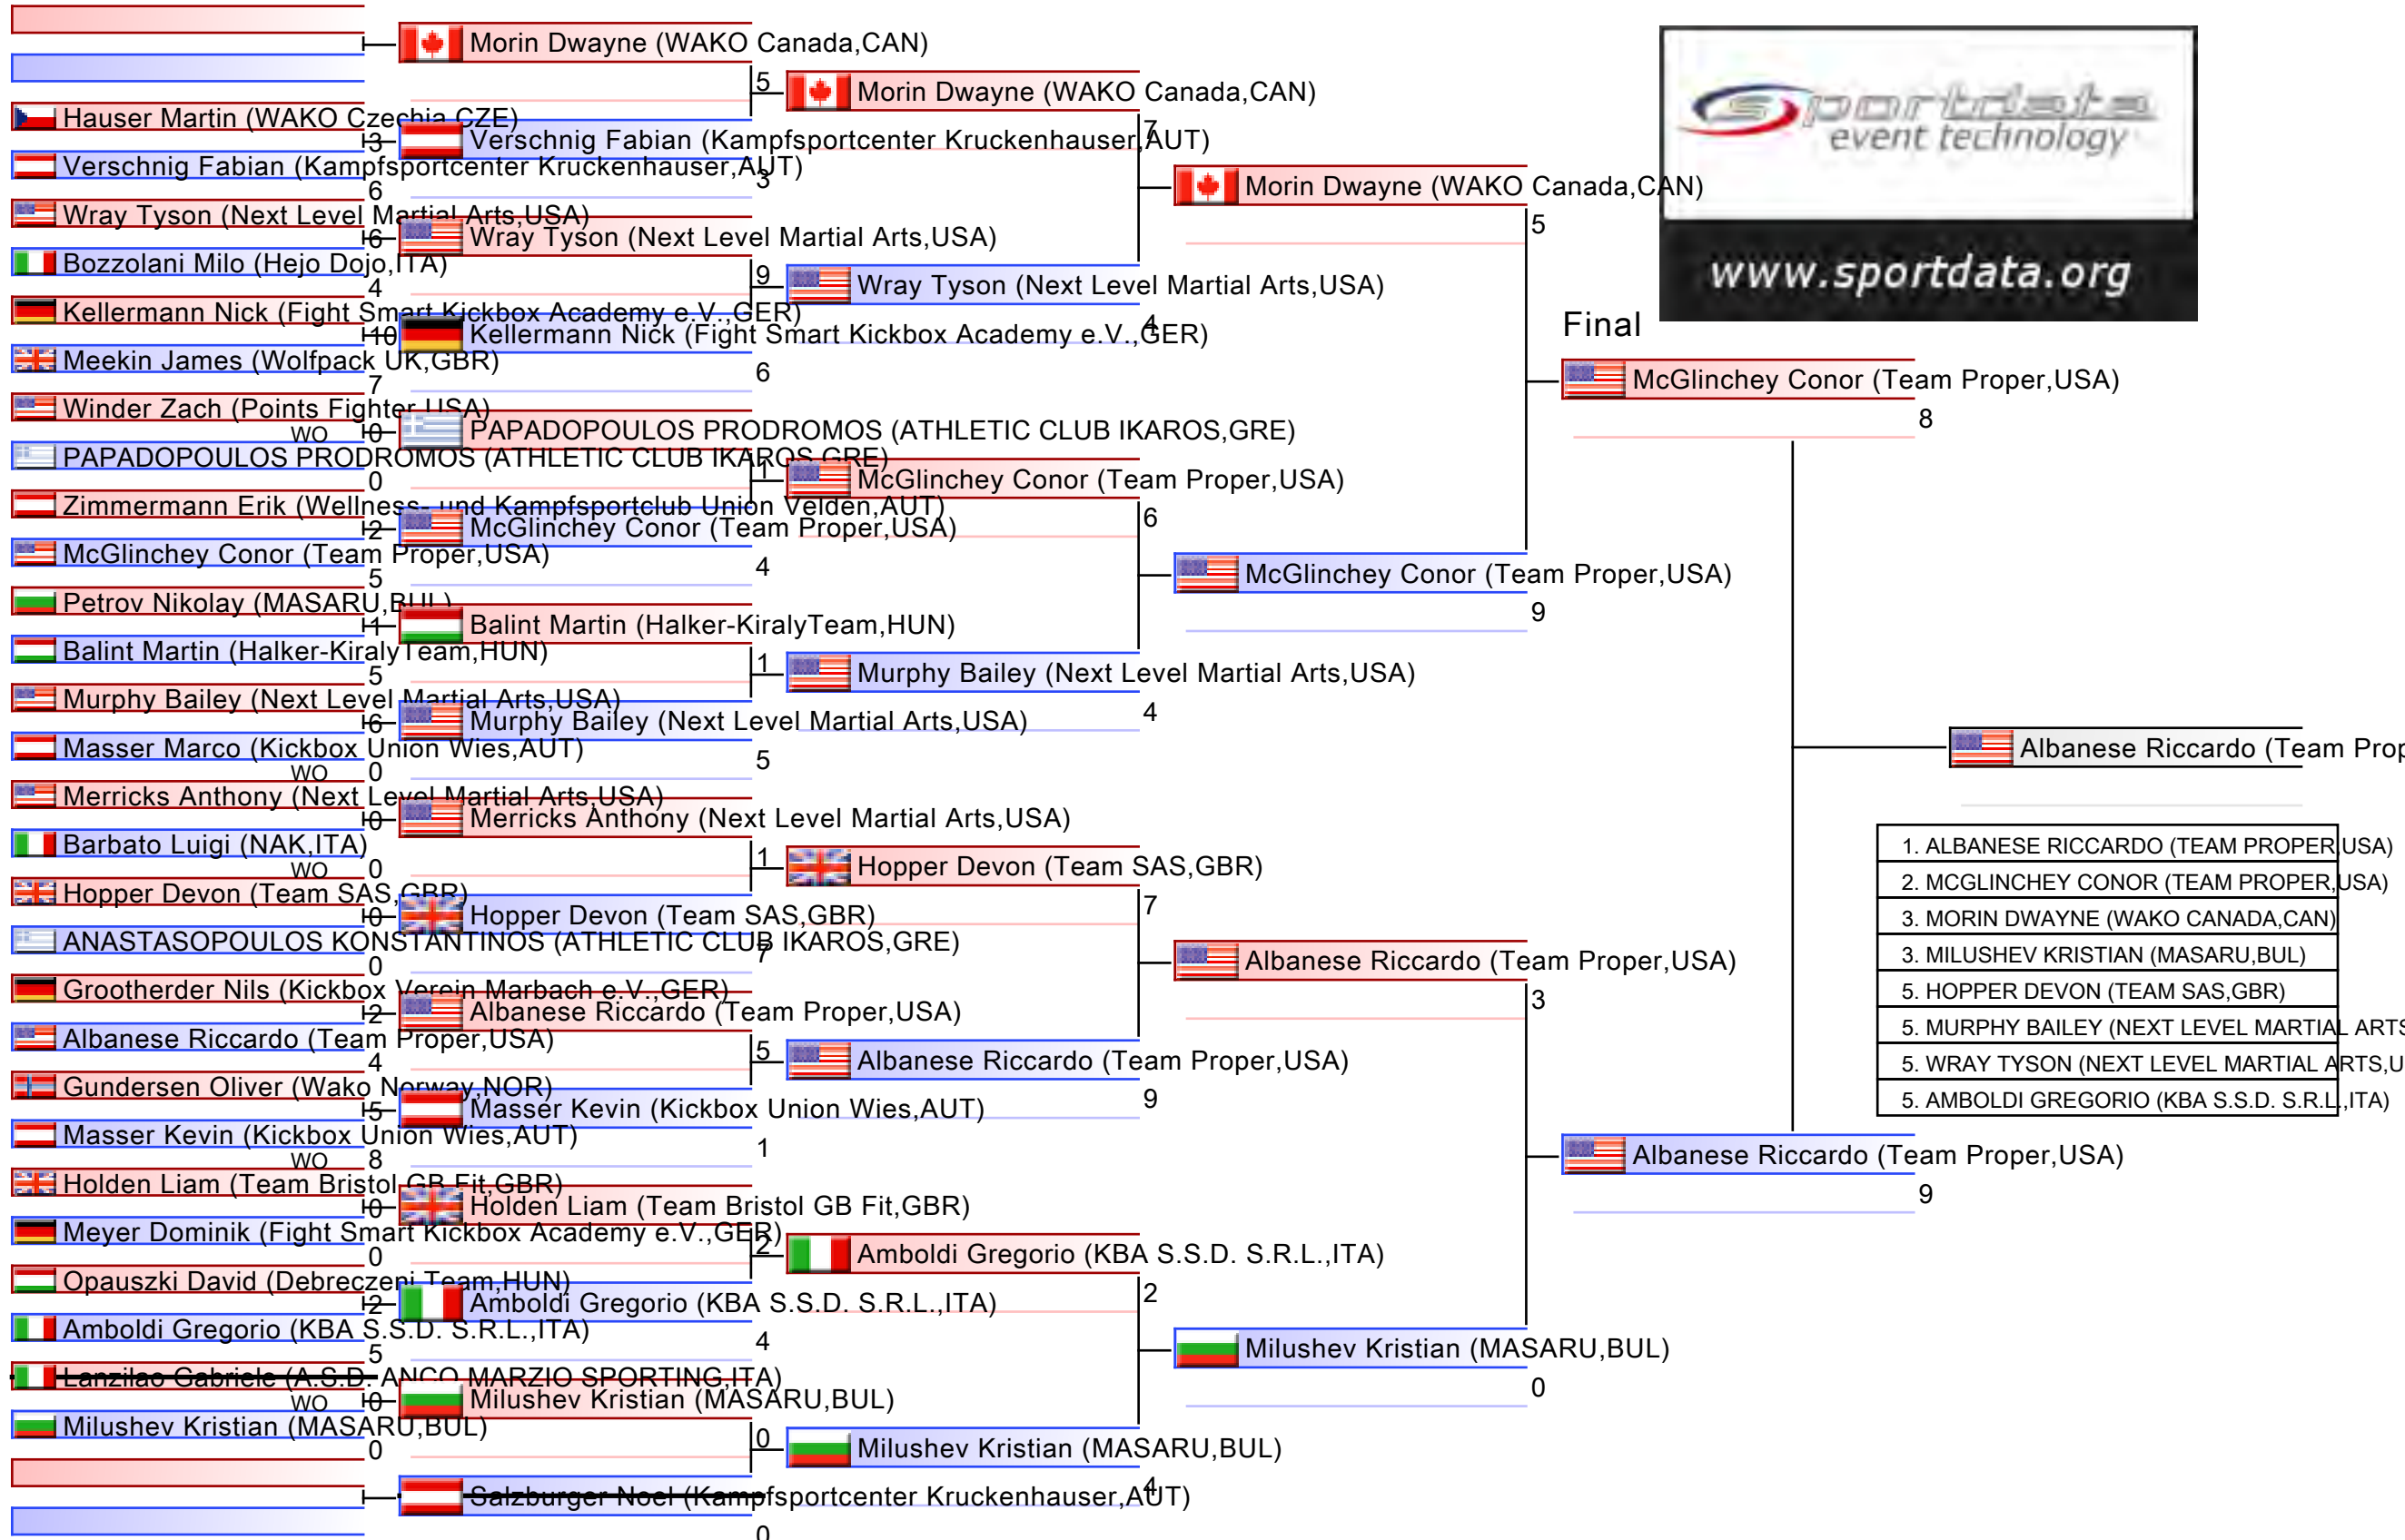 Morin Dwayne (WAKO Canada,CAN)
5
Morin Dwayne (WAKO Canada,CAN)
Hauser Martin (WAKO Czechia,CZE)
3
Verschnig Fabian (Kampfsportcenter Kruckenhauser,AUT)
7
Verschnig Fabian (Kampfsportcenter Kruckenhauser,AUT)
6
3
Morin Dwayne (WAKO Canada,CAN)
5
Wray Tyson (Next Level Martial Arts,USA)
6
Wray Tyson (Next Level Martial Arts,USA)
Bozzolani Milo (Hejo Dojo,ITA)
4
9
Wray Tyson (Next Level Martial Arts,USA)
4
Kellermann Nick (Fight Smart Kickbox Academy e.V.,GER)
10
Kellermann Nick (Fight Smart Kickbox Academy e.V.,GER)
Meekin James (Wolfpack UK,GBR)
7
6
sportdata
event technology
www.sportdata.org
Final
McGlinchey Conor (Team Proper,USA)
8
Winder Zach (Points Fighter,USA)
WO
0
PAPADOPOULOS PRODROMOS (ATHLETIC CLUB IKAROS,GRE)
PAPADOPOULOS PRODROMOS (ATHLETIC CLUB IKAROS,GRE)
0
1
McGlinchey Conor (Team Proper,USA)
6
Zimmermann Erik (Wellness- und Kampfsportclub Union Velden,AUT)
2
McGlinchey Conor (Team Proper,USA)
McGlinchey Conor (Team Proper,USA)
5
4
McGlinchey Conor (Team Proper,USA)
9
Petrov Nikolay (MASARU,BUL)
1
Balint Martin (Halker-KiralyTeam,HUN)
Balint Martin (Halker-KiralyTeam,HUN)
5
1
Murphy Bailey (Next Level Martial Arts,USA)
4
Murphy Bailey (Next Level Martial Arts,USA)
6
Murphy Bailey (Next Level Martial Arts,USA)
Masser Marco (Kickbox Union Wies,AUT)
WO
0
5
Albanese Riccardo (Team Prop
Merricks Anthony (Next Level Martial Arts,USA)
0
Merricks Anthony (Next Level Martial Arts,USA)
Barbato Luigi (NAK,ITA)
WO
0
1
Hopper Devon (Team SAS,GBR)
7
Hopper Devon (Team SAS,GBR)
0
Hopper Devon (Team SAS,GBR)
ANASTASOPOULOS KONSTANTINOS (ATHLETIC CLUB IKAROS,GRE)
0
7
Albanese Riccardo (Team Proper,USA)
3
1. ALBANESE RICCARDO (TEAM PROPER,USA)
2. MCGLINCHEY CONOR (TEAM PROPER,USA)
3. MORIN DWAYNE (WAKO CANADA,CAN)
3. MILUSHEV KRISTIAN (MASARU,BUL)
5. HOPPER DEVON (TEAM SAS,GBR)
5. MURPHY BAILEY (NEXT LEVEL MARTIAL ARTS
5. WRAY TYSON (NEXT LEVEL MARTIAL ARTS,U
5. AMBOLDI GREGORIO (KBA S.S.D. S.R.L.,ITA)
Grootherder Nils (Kickbox Verein Marbach e.V.,GER)
2
Albanese Riccardo (Team Proper,USA)
Albanese Riccardo (Team Proper,USA)
4
5
Albanese Riccardo (Team Proper,USA)
9
Gundersen Oliver (Wako Norway,NOR)
5
Masser Kevin (Kickbox Union Wies,AUT)
Masser Kevin (Kickbox Union Wies,AUT)
WO
8
1
Albanese Riccardo (Team Proper,USA)
9
Holden Liam (Team Bristol GB Fit,GBR)
0
Holden Liam (Team Bristol GB Fit,GBR)
Meyer Dominik (Fight Smart Kickbox Academy e.V.,GER)
0
2
Amboldi Gregorio (KBA S.S.D. S.R.L.,ITA)
2
Opauszki David (Debreczeni Team,HUN)
2
Amboldi Gregorio (KBA S.S.D. S.R.L.,ITA)
Amboldi Gregorio (KBA S.S.D. S.R.L.,ITA)
5
4
Milushev Kristian (MASARU,BUL)
0
Lanzilao Gabriele (A.S.D. ANCO MARZIO SPORTING,ITA)
WO
0
Milushev Kristian (MASARU,BUL)
Milushev Kristian (MASARU,BUL)
0
0
Milushev Kristian (MASARU,BUL)
4
Salzburger Noel (Kampfsportcenter Kruckenhauser,AUT)
0